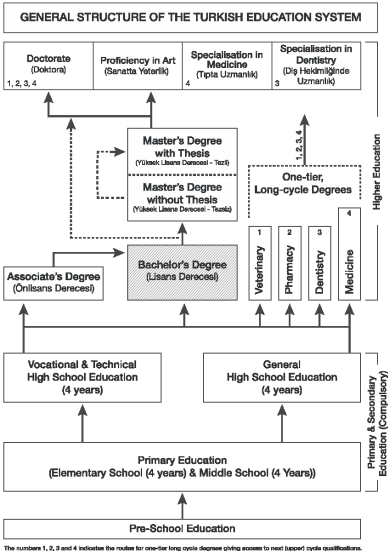 GENERAL STRUCTURE OF THE TURKISH EDUCATION SYSTEM
Doctorate
(Doktora)
1, 2, 3, 4
Proficiency in Art
(Sanatta Yeterlik)
Specialisation in
Medicine
(Tıpta Uzmanlık)
4
Specialisation in
Dentistry
(Diş Hekimliğinde
Uzmanlık)
3
Master's Degree
with Thesis
(Yüksek Lisans Derecesi - Tezli)
Master's Degree
without Thesis
(Yüksek Lisans Derecesi - Tezsiz)
1, 2, 3, 4
One-tier,
Long-cycle Degrees
Higher Education
Associate's Degree
(Önlisans Derecesi)
Bachelor's Degree
(Lisans Derecesi)
1
Veterinary
2
Pharmacy
3
Dentistry
4
Medicine
Vocational & Technical
High School Education
(4 years)
General
High School Education
(4 years)
Primary & Secondary
Education (Compulsory)
Primary Education
(Elementary School (4 years) & Middle School (4 Years))
Pre-School Education
The numbers 1, 2, 3 and 4 indicates the routes for one-tier long cycle degrees giving access to next (upper) cycle qualifications.